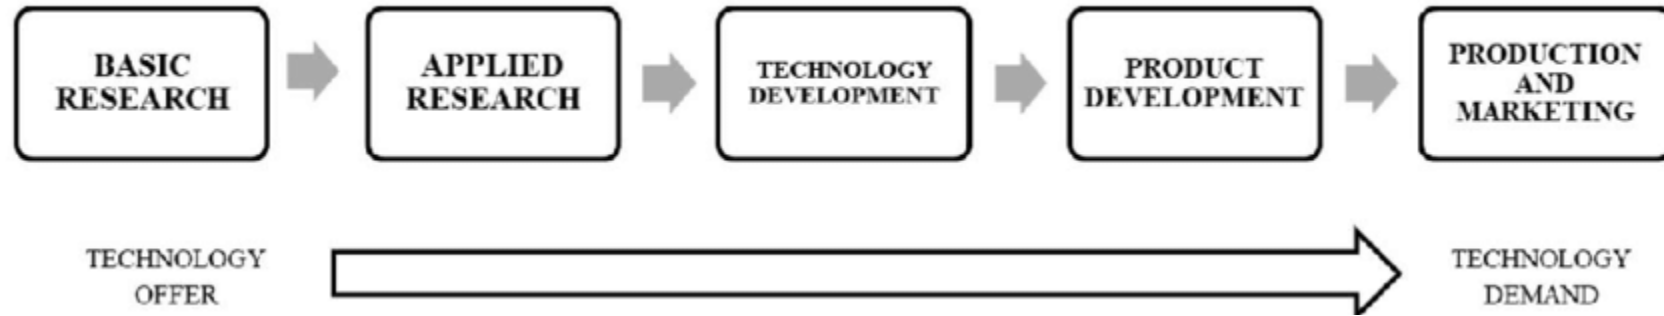 BASIC
RESEARCH
APPLIED
RESEARCH
TECHNOLOGY
DEVELOPMENT
PRODUCT
DEVELOPMENT
PRODUCTION
AND
MARKETING
TECHNOLOGY
OFFER
TECHNOLOGY
DEMAND